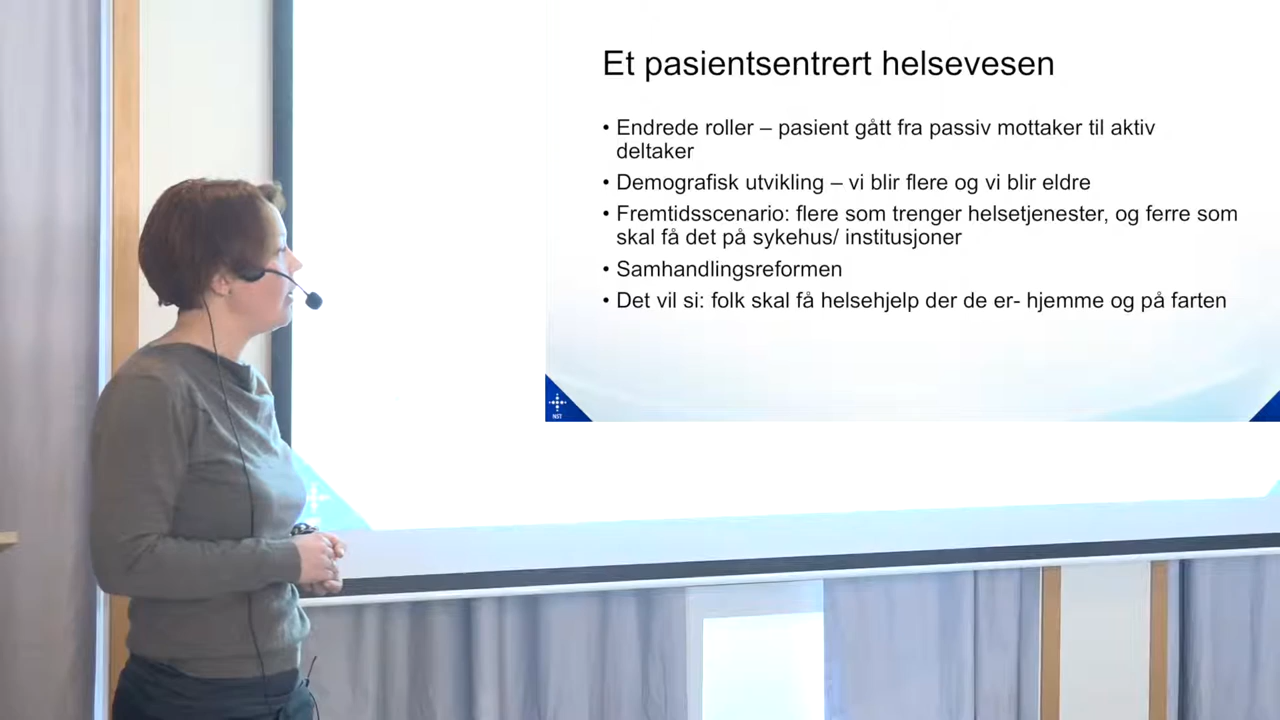 Et pasientsentrert helsevesen
• Endrede roller – pasient gått fra passiv mottaker til aktiv
deltaker
• Demografisk utvikling – vi blir flere og vi blir eldre
• Fremtidsscenario: flere som trenger helsetjenester, og ferre som
skal få det på sykehus/ institusjoner
• Samhandlingsreformen
• Det vil si: folk skal få helsehjelp der de er- hjemme og på farten
NST